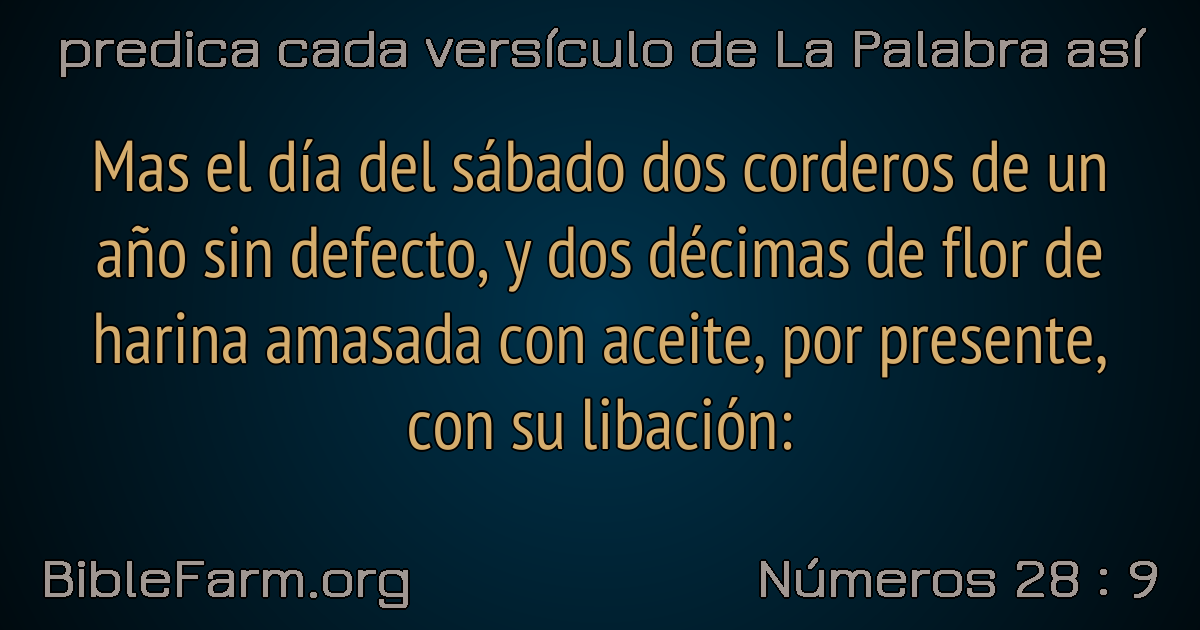 predica cada versículo de La Palabra así
Mas el día del sábado dos corderos de un
año sin defecto, y dos décimas de flor de
harina amasada con aceite, por presente,
con su libación:
BibleFarm.org
Números 28 : 9